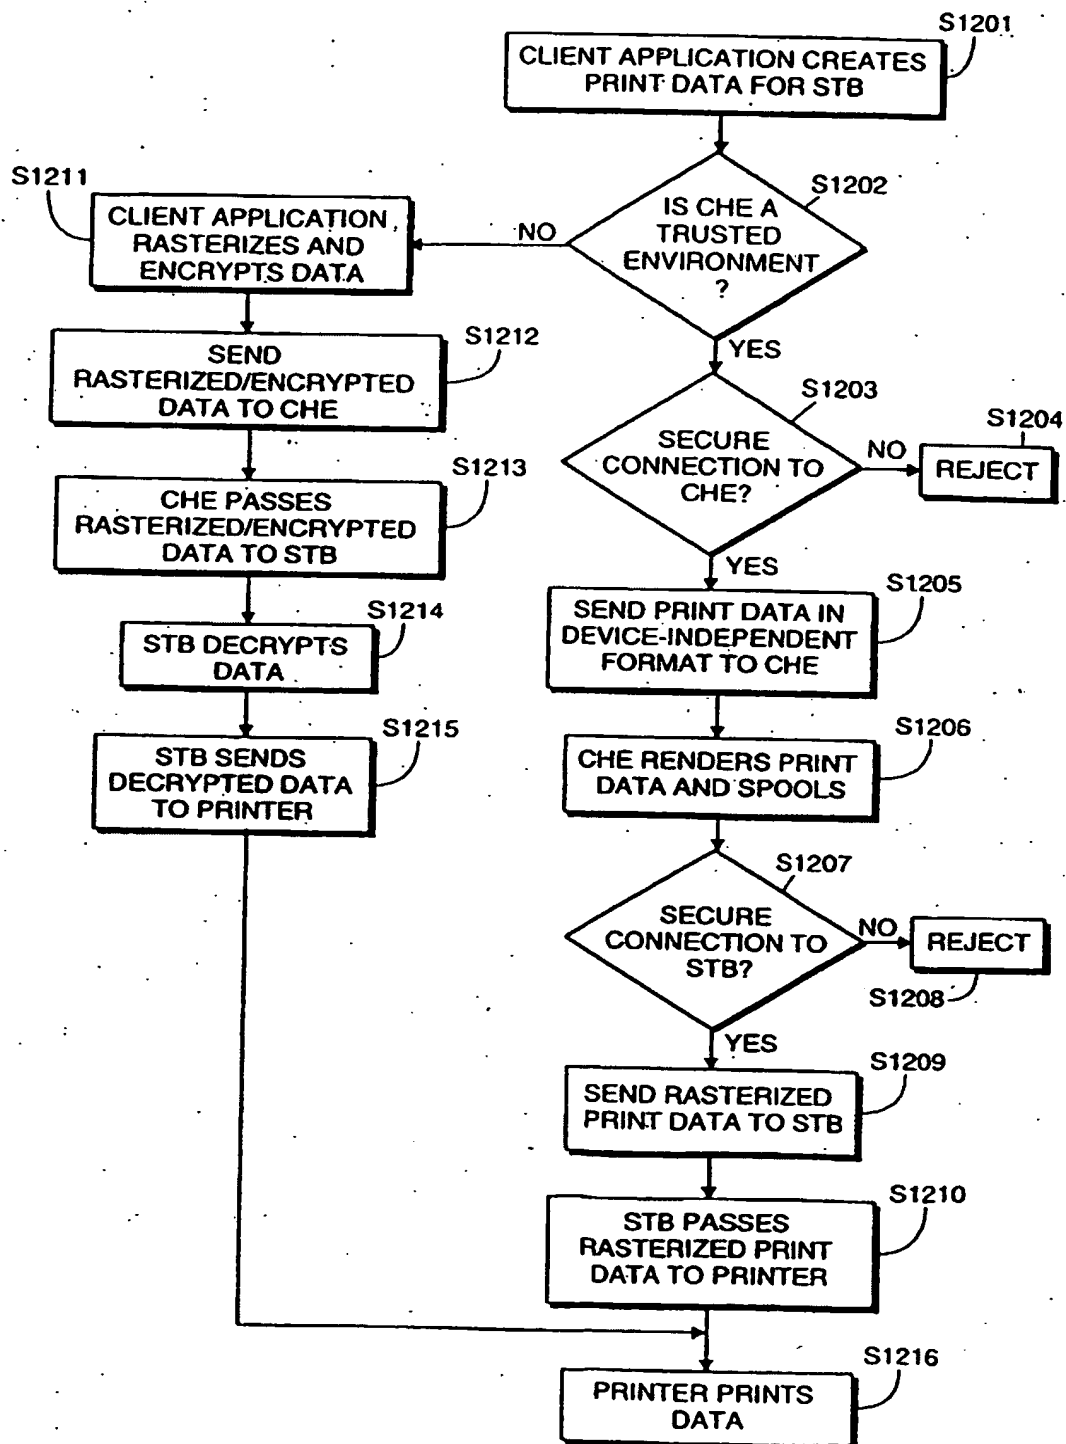 S1201
CLIENT APPLICATION CREATES
PRINT DATA FOR STB
S1202
IS CHE A
TRUSTED
ENVIRONMENT
?
NO
YES
S1211
CLIENT APPLICATION
RASTERIZES AND
ENCRYPTS DATA
S1212
SEND
RASTERIZED/ENCRYPTED
DATA TO CHE
S1213
CHE PASSES
RASTERIZED/ENCRYPTED
DATA TO STB
S1214
STB DECRYPTS
DATA
S1215
STB SENDS
DECRYPTED DATA
TO PRINTER
S1203
SECURE
CONNECTION TO
CHE?
NO
YES
S1204
REJECT
S1205
SEND PRINT DATA IN
DEVICE-INDEPENDENT
FORMAT TO CHE
S1206
CHE RENDERS PRINT
DATA AND SPOOLS
S1207
SECURE
CONNECTION TO
STB?
NO
YES
REJECT
S1208
S1209
SEND RASTERIZED
PRINT DATA TO STB
S1210
STB PASSES
RASTERIZED PRINT
DATA TO PRINTER
S1216
PRINTER PRINTS
DATA